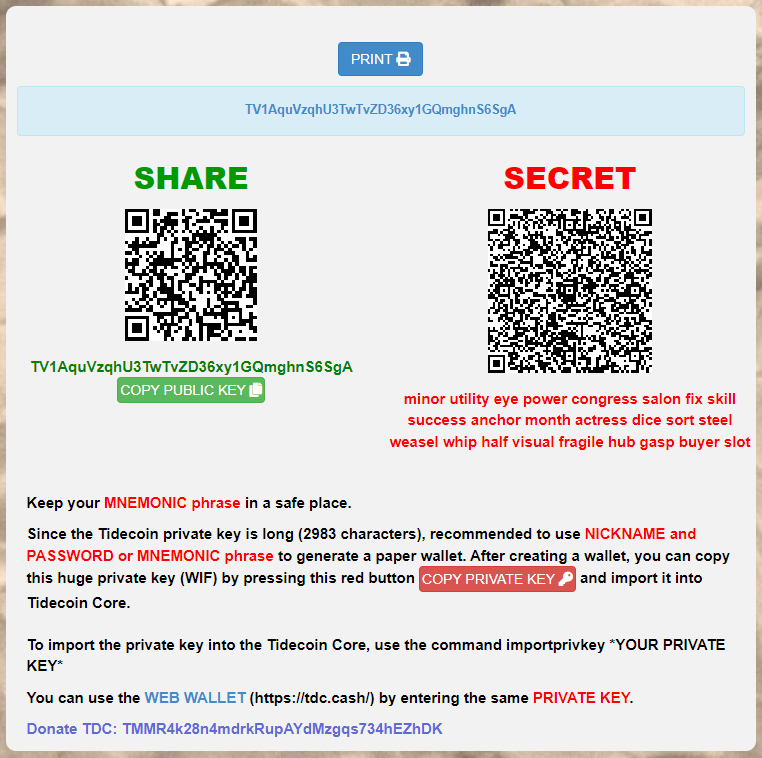 PRINT
TV1AquVzqhU3TwTvZD36xy1GQmghnS6SgA
SHARE
SECRET
TV1AquVzqhU3TwTvZD36xy1GQmghnS6SgA
COPY PUBLIC KEY
minor utility eye power congress salon fix skill
success anchor month actress dice sort steel
weasel whip half visual fragile hub gasp buyer slot
Keep your MNEMONIC phrase in a safe place.
Since the Tidecoin private key is long (2983 characters), recommended to use NICKNAME and
PASSWORD or MNEMONIC phrase to generate a paper wallet. After creating a wallet, you can copy
this huge private key (WIF) by pressing this red button COPY PRIVATE KEY and import it into
Tidecoin Core.
To import the private key into the Tidecoin Core, use the command importprivkey *YOUR PRIVATE
KEY*
You can use the WEB WALLET (https://tdc.cash/) by entering the same PRIVATE KEY.
Donate TDC: TMMR4k28n4mdrkRupAYdMzgqs734hEZhDK